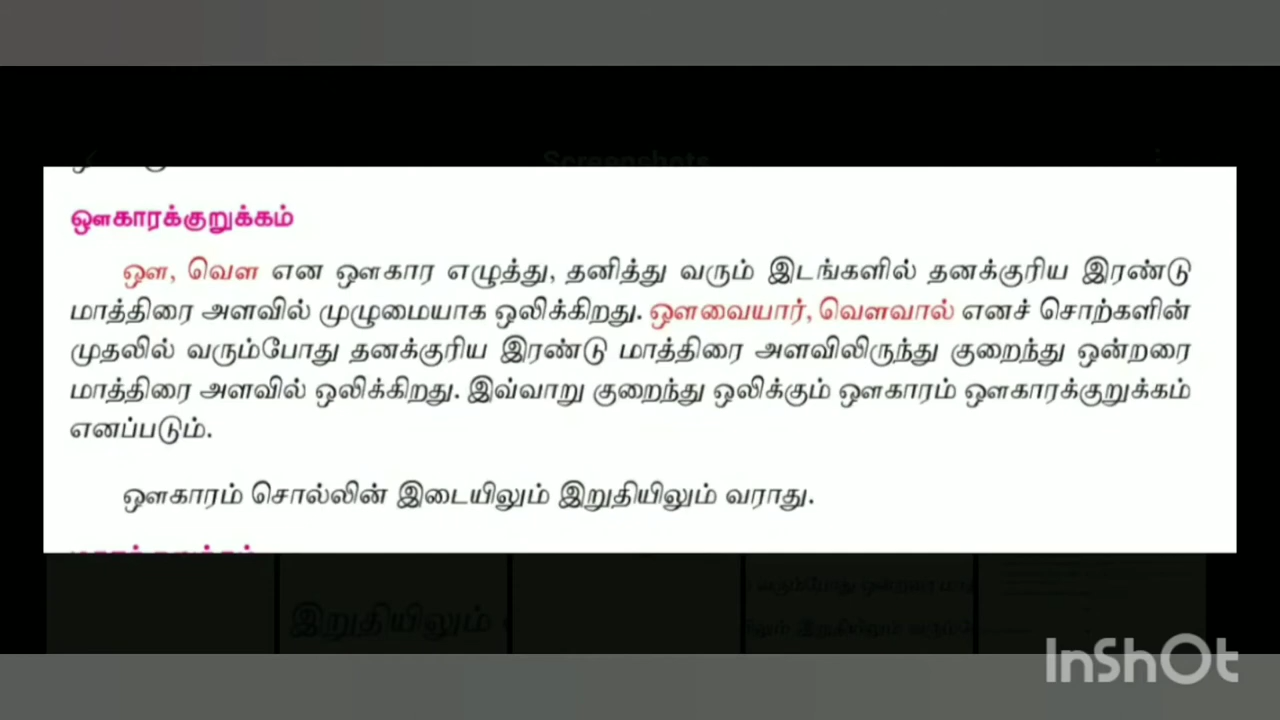 Screenshots
ஔகாரக்குறுக்கம்
ஔ, வௌ என ஔகார எழுத்து, தனித்து வரும் இடங்களில் தனக்குரிய இரண்டு
மாத்திரை அளவில் முழுமையாக ஒலிக்கிறது. ஔவையார், வௌவால் எனச் சொற்களின்
முதலில் வரும்போது தனக்குரிய இரண்டு மாத்திரை அளவிலிருந்து குறைந்து ஒன்றரை
மாத்திரை அளவில் ஒலிக்கிறது. இவ்வாறு குறைந்து ஒலிக்கும் ஔகாரம் ஔகாரக்குறுக்கம்
எனப்படும்.
ஔகாரம் சொல்லின் இடையிலும் இறுதியிலும் வராது.
இறுதியிலும்
InShOt